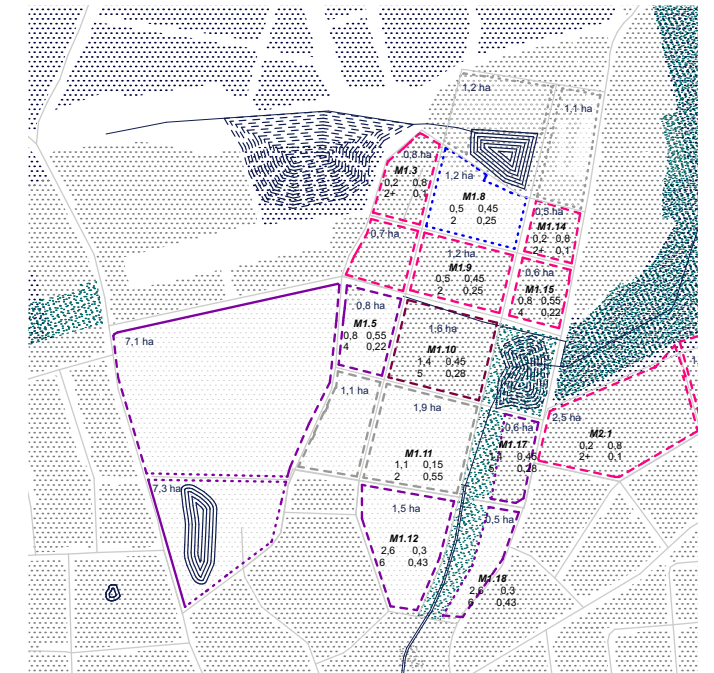 1,2 ha
1,1 ha
0,8 ha
M1.3
0,2 0,8
2+ 0,1
1,2 ha
M1.8
0,5 0,45
2 0,25
0,5 ha
M1.14
0,2 0,8
2+ 0,1
0,7 ha
1,2 ha
M1.9
0,5 0,45
2 0,25
0,6 ha
M1.15
0,8 0,55
4 0,22
0,8 ha
M1.5
0,8 0,55
4 0,22
7,1 ha
1,6 ha
M1.10
1,4 0,45
5 0,28
1,1 ha
1,9 ha
M1.11
1,1 0,15
2 0,55
0,6 ha
M1.17
0,45
0,28
2,5 ha
M2.1
0,2 0,8
2+ 0,1
7,3 ha
1,5 ha
M1.12
2,6 0,3
6 0,43
0,5 ha
M1.18
2,6 0,3
6 0,43